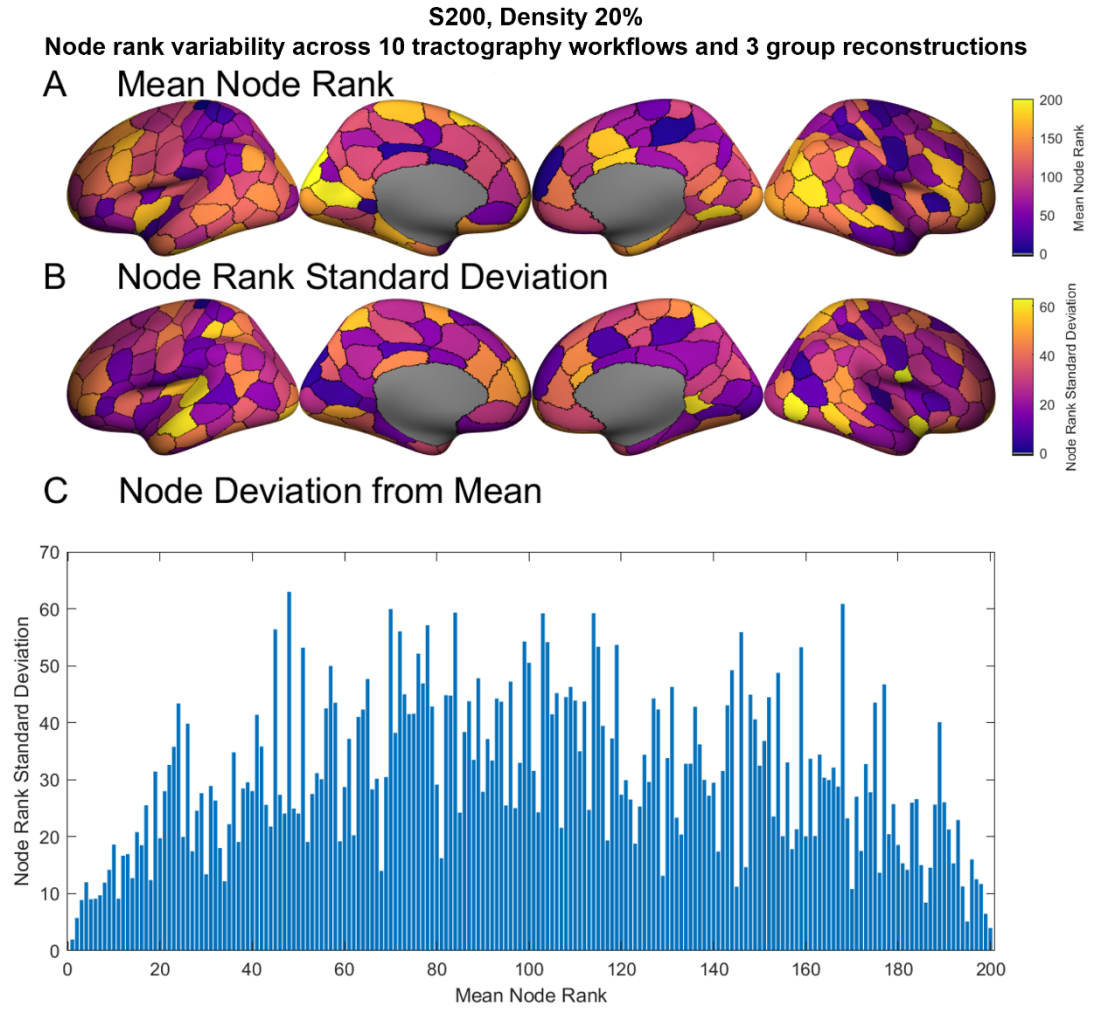 S200, Density 20%
Node rank variability across 10 tractography workflows and 3 group reconstructions
A Mean Node Rank
200
150
100
50
0
Mean Node Rank
B Node Rank Standard Deviation
60
40
20
0
Node Rank Standard Deviation
C Node Deviation from Mean
70
60
50
40
30
20
10
0
Node Rank Standard Deviation
0 20 40 60 80 100 120 140 160 180 200
Mean Node Rank